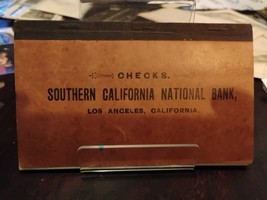 CHECKS.
SOUTHERN CALIFORNIA NATIONAL BANK,
LOS ANGELES, CALIFORNIA.